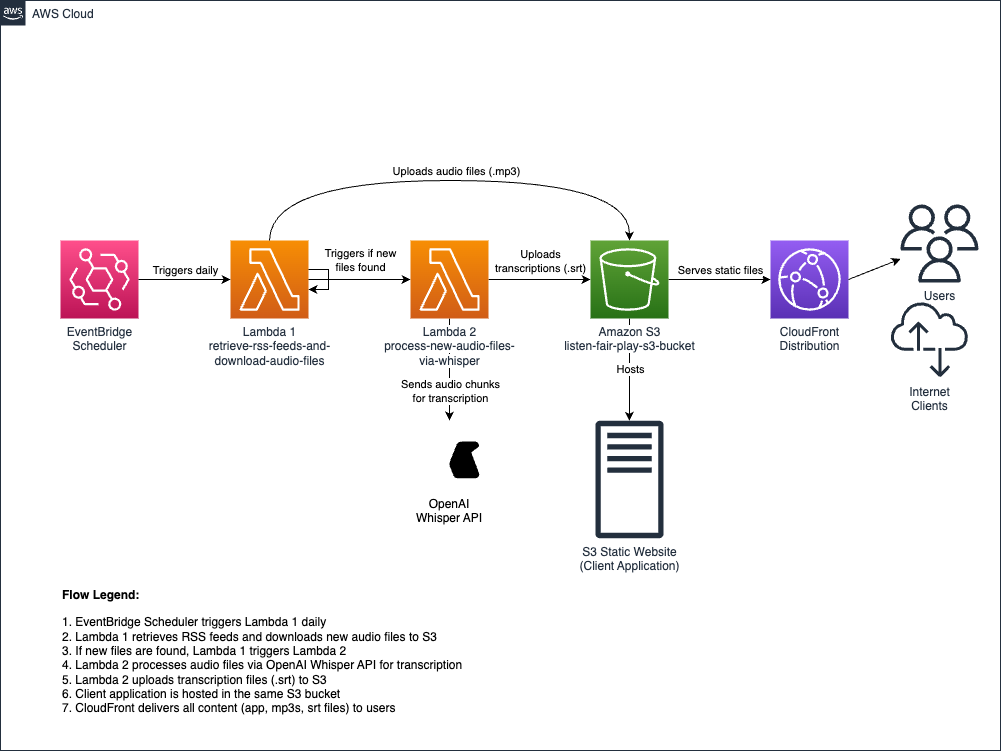 aws
AWS Cloud
Uploads audio files (.mp3)
Triggers daily
Triggers if new
files found
Uploads
transcriptions (.srt)
Serves static files
EventBridge
Scheduler
Lambda 1
retrieve-rss-feeds-and-
download-audio-files
Lambda 2
process-new-audio-files-
via-whisper
Amazon S3
listen-fair-play-s3-bucket
CloudFront
Distribution
Users
Internet
Clients
Sends audio chunks
for transcription
Hosts
OpenAI
Whisper API
S3 Static Website
(Client Application)
Flow Legend:
1. EventBridge Scheduler triggers Lambda 1 daily
2. Lambda 1 retrieves RSS feeds and downloads new audio files to S3
3. If new files are found, Lambda 1 triggers Lambda 2
4. Lambda 2 processes audio files via OpenAI Whisper API for transcription
5. Lambda 2 uploads transcription files (.srt) to S3
6. Client application is hosted in the same S3 bucket
7. CloudFront delivers all content (app, mp3s, srt files) to users